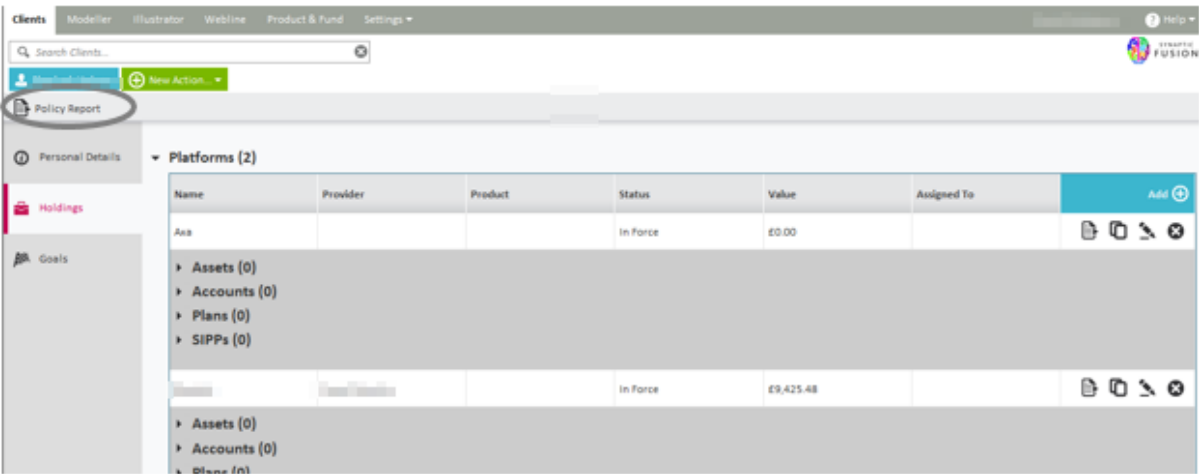 Clients Modeller Illustrator Webline Product & Fund Settings Help
Search Clients...
SYNAPTIC
FUSION
New Action...
Policy Report
Personal Details
Platforms (2)
Name Provider Product Status Value Assigned To Add
Holdings
Axa In Force £0.00
Goals
Assets (0)
Accounts (0)
Plans (0)
SIPPs (0)
In Force £9,425.48
Assets (0)
Accounts (0)
Plans (0)